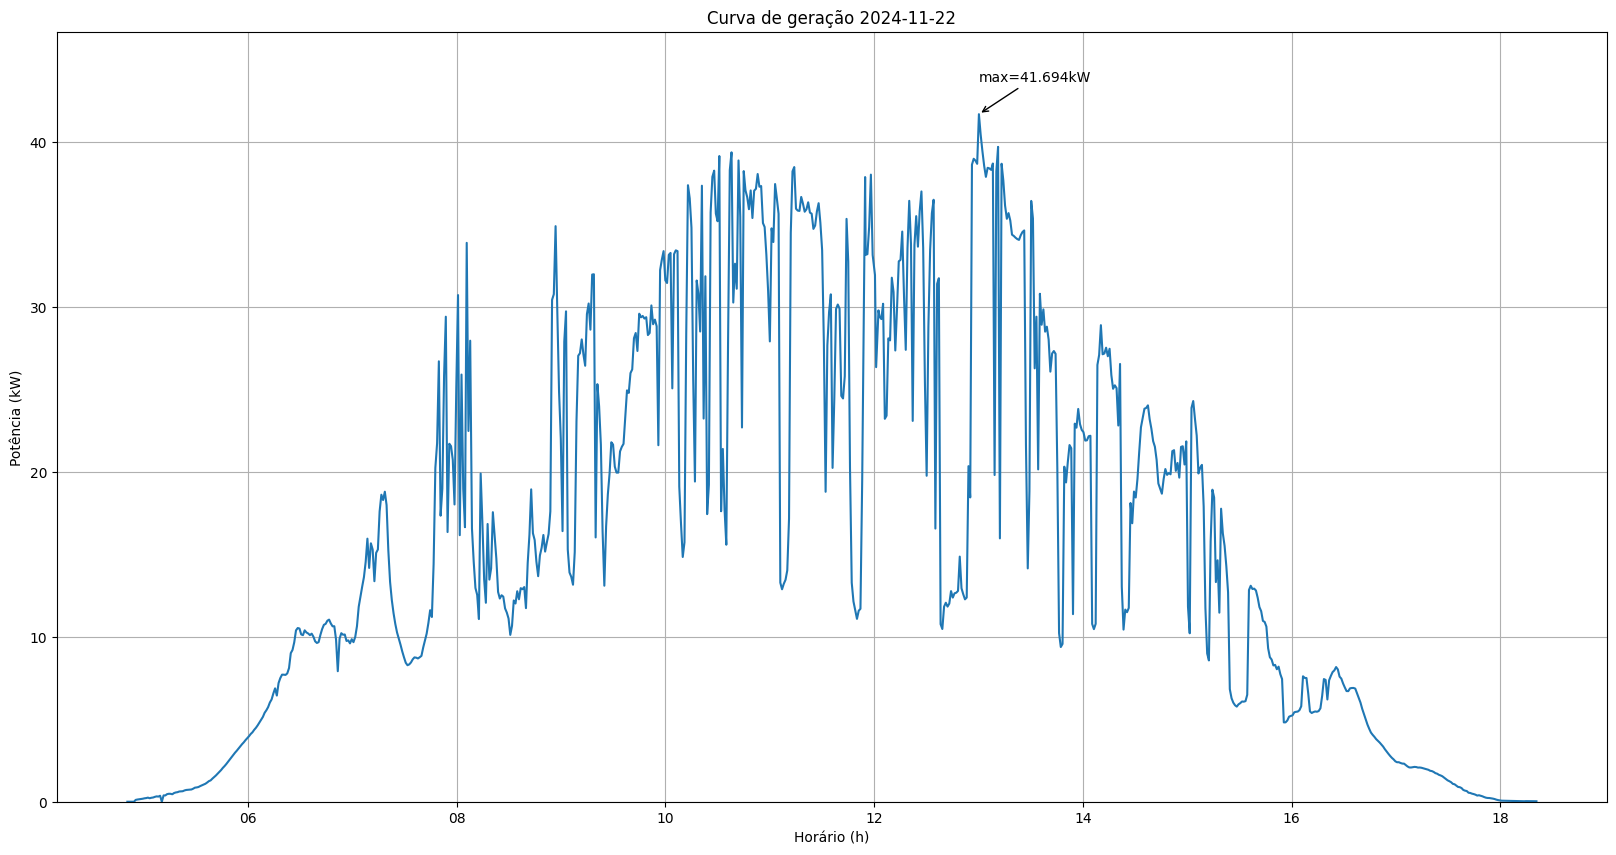 Curva de geração 2024-11-22
max=41.694kW
Potência (kW)
40
30
20
10
0
06 08 10 12 14 16 18
Horário (h)